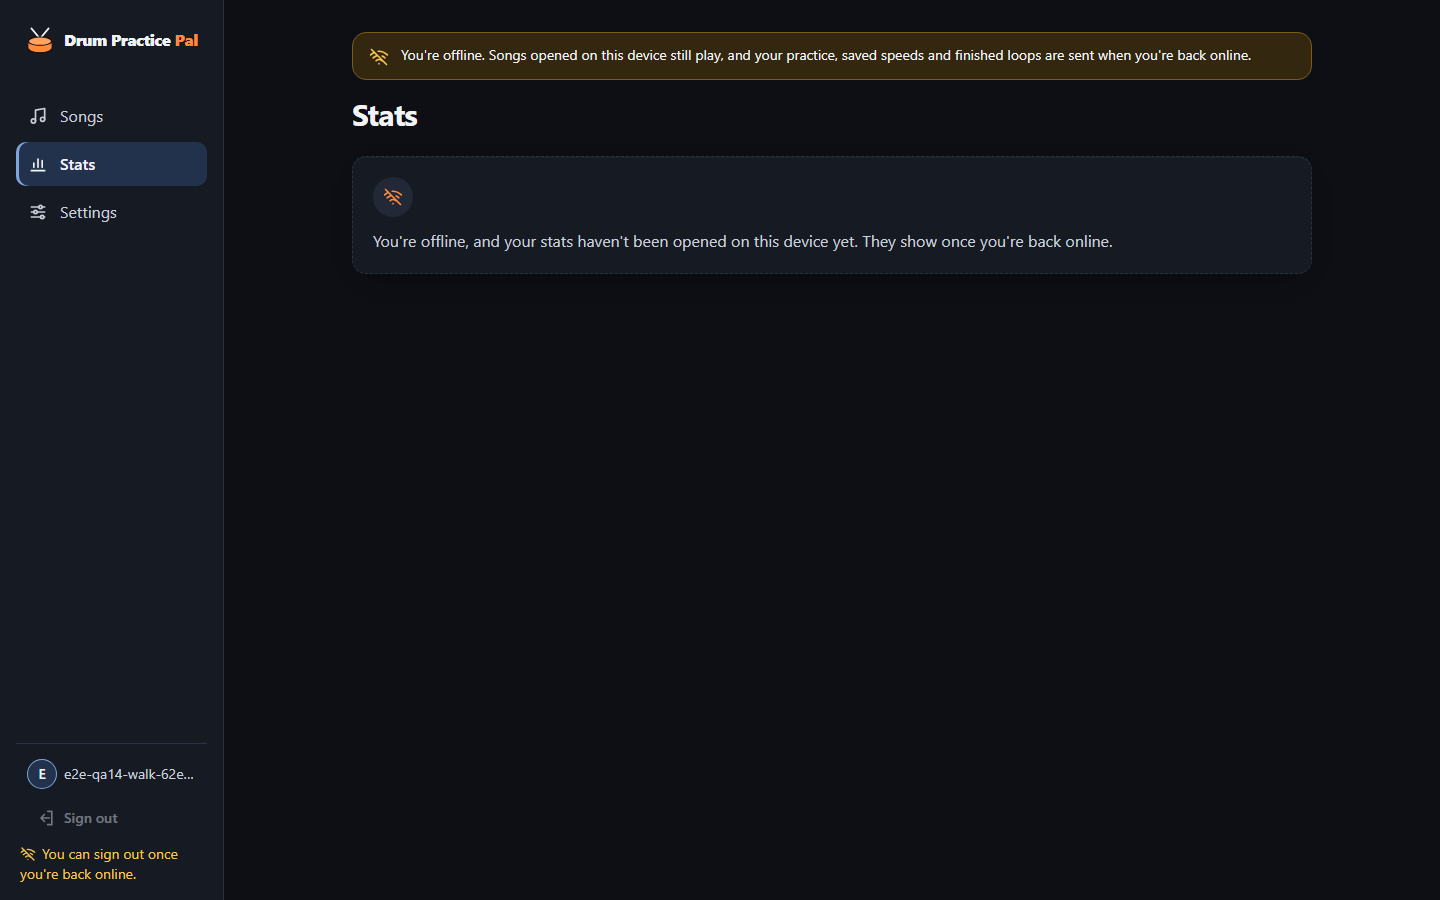 Drum Practice Pal
Songs
Stats
Settings
You're offline. Songs opened on this device still play, and your practice, saved speeds and finished loops are sent when you're back online.
Stats
You're offline, and your stats haven't been opened on this device yet. They show once you're back online.
E
e2e-qa14-walk-62e...
Sign out
You can sign out once
you're back online.